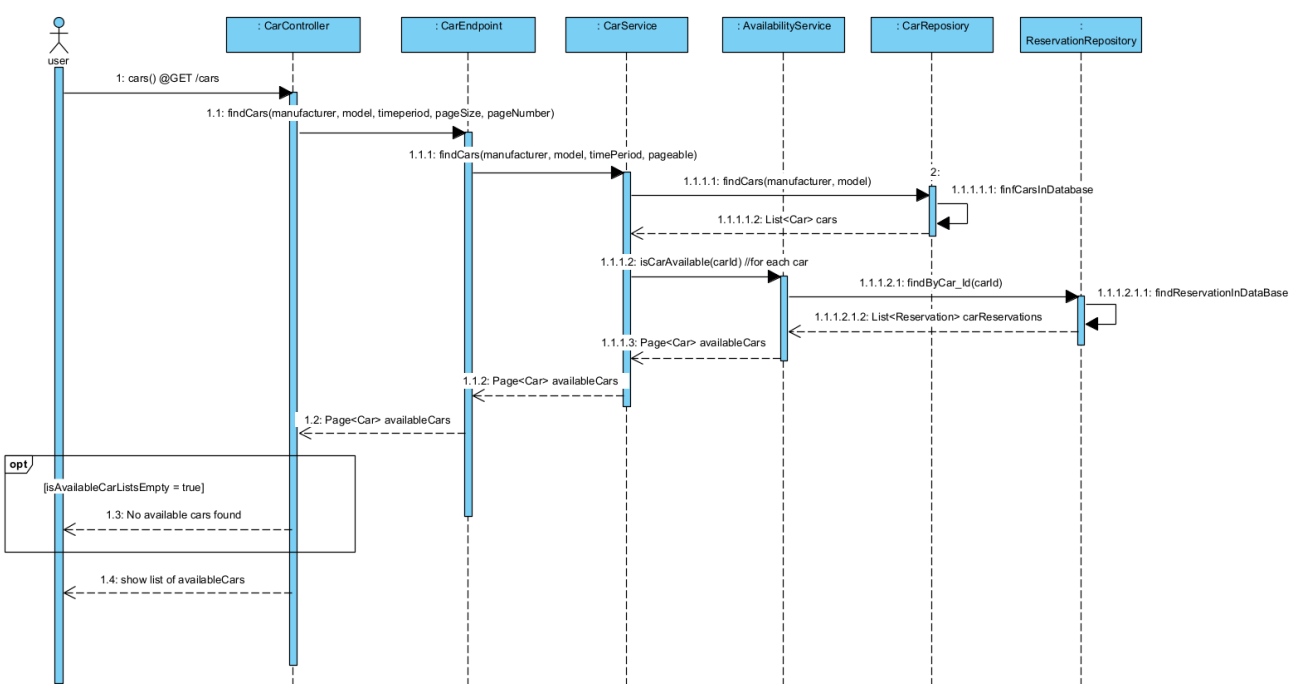 : CarController
: CarEndpoint
: CarService
: AvailabilityService
: CarReposiory
:
ReservationRepository
user
1: cars() @GET /cars
1.1: findCars(manufacturer, model, timeperiod, pageSize, pageNumber)
1.1.1: findCars(manufacturer, model, timePeriod, pageable)
2:
1.1.1.1: findCars(manufacturer, model)
1.1.1.1.1: finfCarsInDatabase
1.1.1.1.2: List<Car> cars
1.1.1.2: isCarAvailable(carId) //for each car
1.1.1.2.1: findByCar_Id(carId)
1.1.1.2.1.1: findReservationInDataBase
1.1.1.2.1.2: List<Reservation> carReservations
1.1.1.3: Page<Car> availableCars
1.1.2: Page<Car> availableCars
1.2: Page<Car> availableCars
opt
[isAvailableCarListsEmpty = true]
1.3: No available cars found
1.4: show list of availableCars